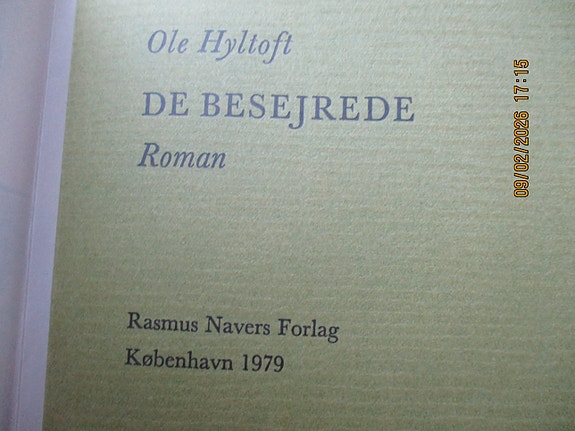 Ole Hyltoft
DE BESEJREDE
Roman
Rasmus Navers Forlag
København 1979
09/02/2026 17:15